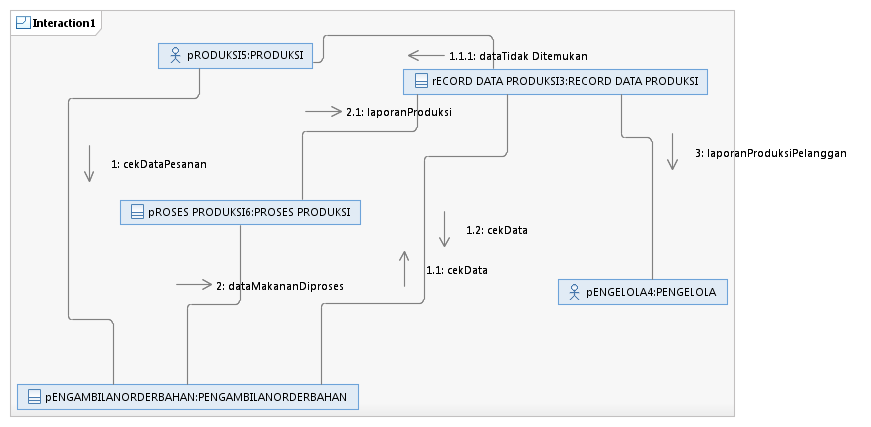 Interaction1
pRODUKSI5:PRODUKSI
1.1.1: dataTidak Ditemukan
rECORD DATA PRODUKSI3:RECORD DATA PRODUKSI
2.1: laporanProduksi
1: cekDataPesanan
3: laporanProduksiPelanggan
pROSES PRODUKSI6:PROSES PRODUKSI
1.2: cekData
1.1: cekData
2: dataMakananDiproses
pENGELOLA4:PENGELOLA
pENGAMBILANORDERBAHAN:PENGAMBILANORDERBAHAN